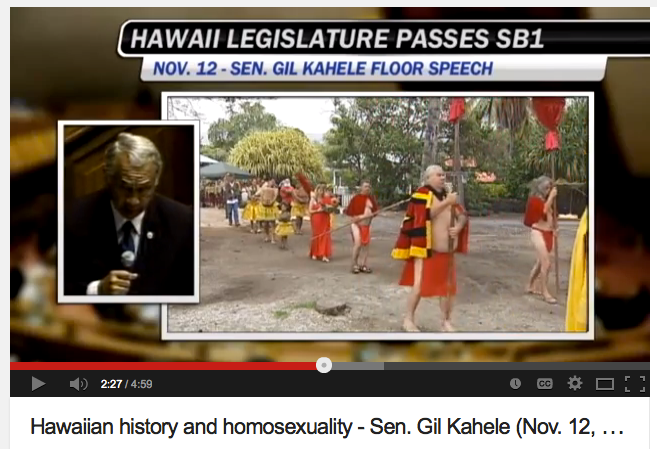 HAWAII LEGISLATURE PASSES SB1
NOV. 12 - SEN. GIL KAHELE FLOOR SPEECH
2:27 / 4:59
CC
Hawaiian history and homosexuality - Sen. Gil Kahele (Nov. 12, ...